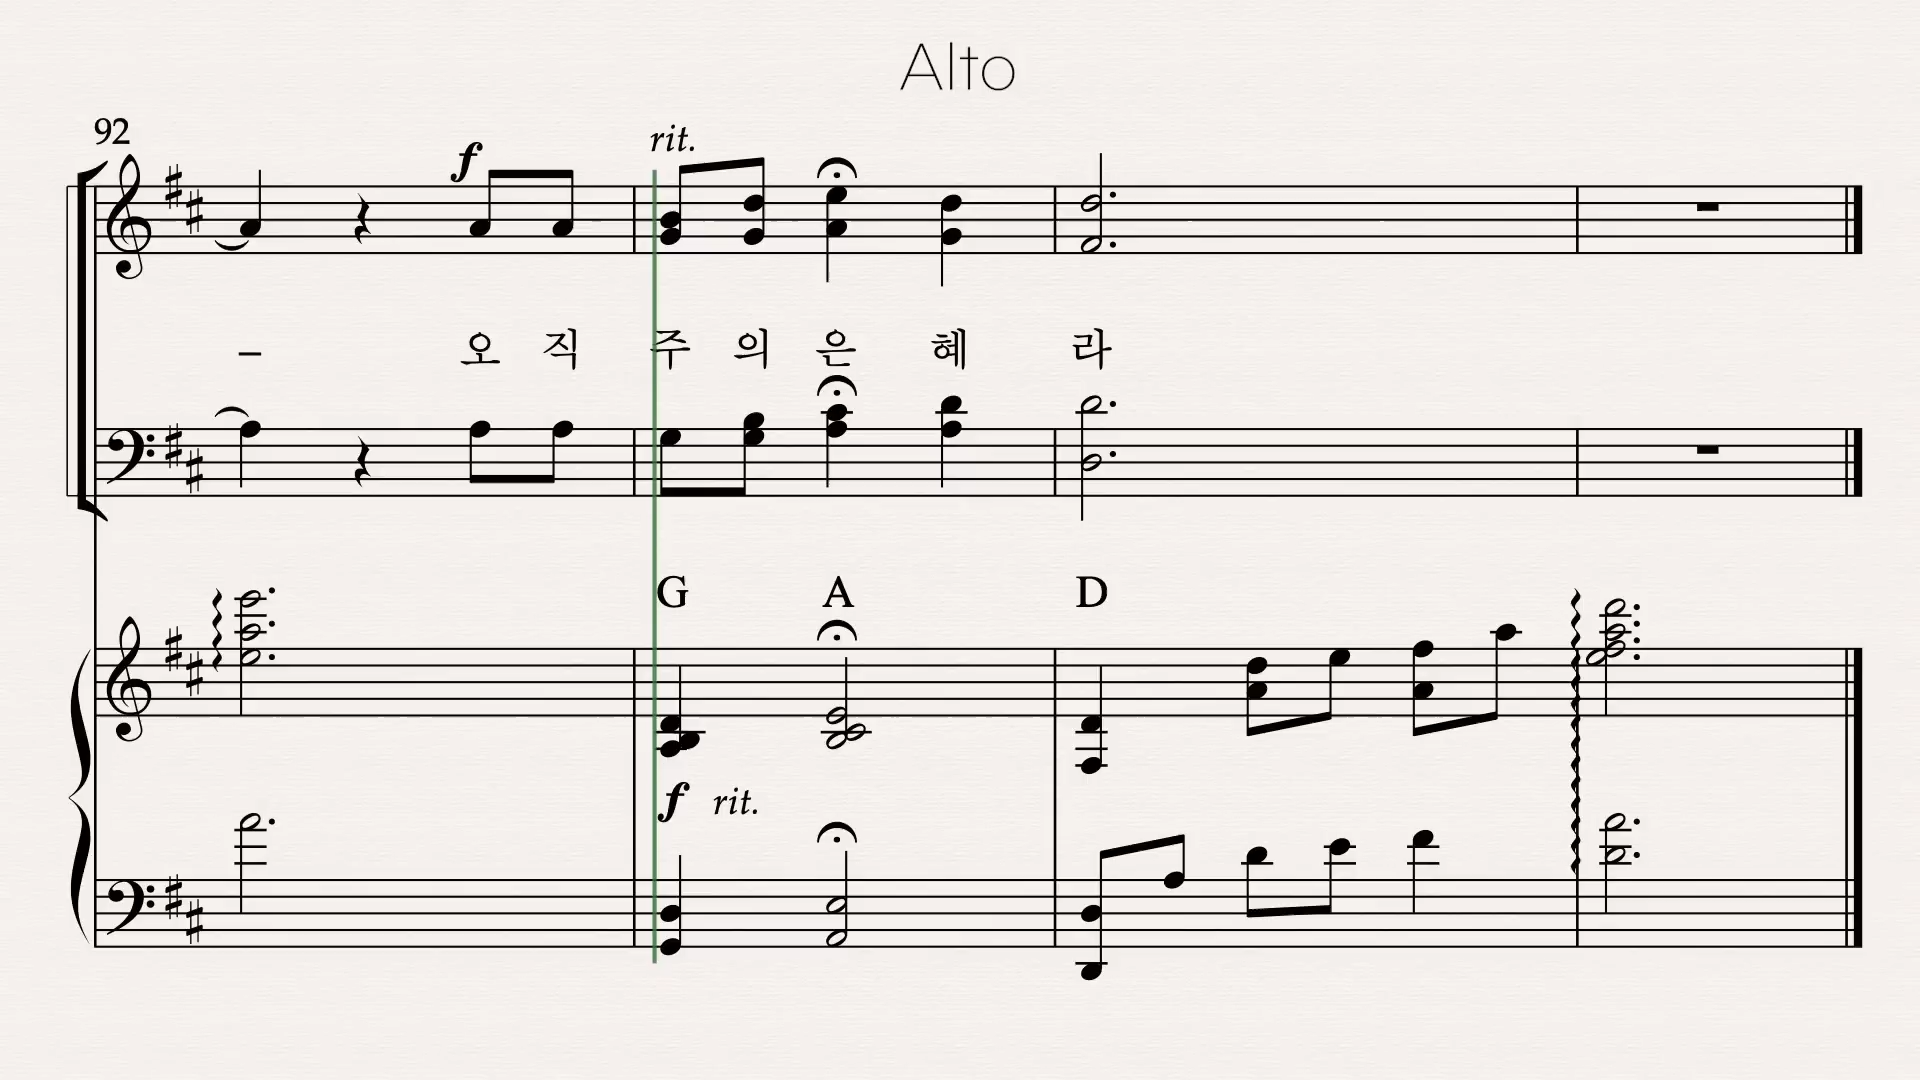 Alto
92
f
rit.
– 오 직 주 의 은 혜 라
G A D
f rit.